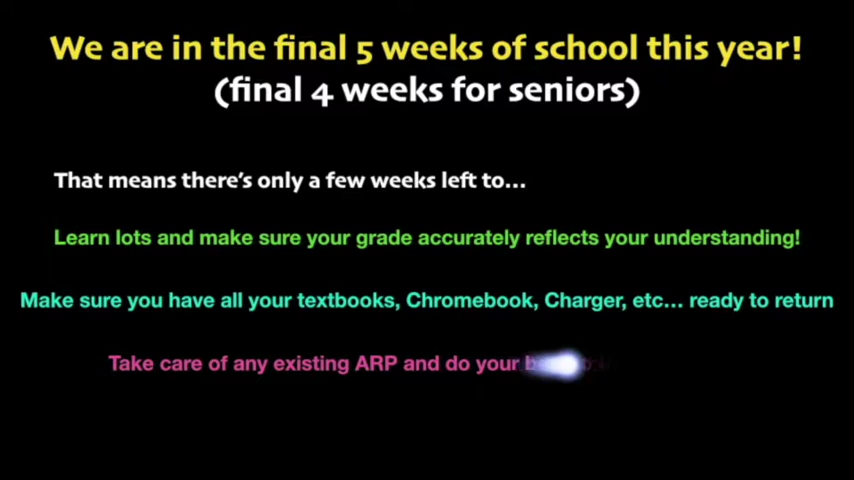 We are in the final 5 weeks of school this year!
(final 4 weeks for seniors)
That means there's only a few weeks left to...
Learn lots and make sure your grade accurately reflects your understanding!
Make sure you have all your textbooks, Chromebook, Charger, etc... ready to return
Take care of any existing ARP and do your